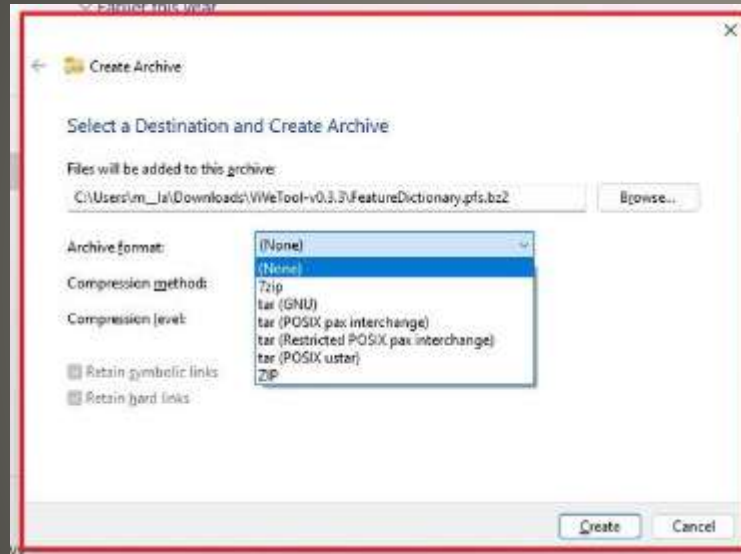 Earlier this year
Create Archive
Select a Destination and Create Archive
Files will be added to this archive:
C:\Users\m__la\Downloads\ViVeTool-v0.3.3\FeatureDictionary.pfs.bz2
Browse...
Archive format:
(None)
(None)
7zip
tar (GNU)
tar (POSIX pax interchange)
tar (Restricted POSIX pax interchange)
tar (POSIX ustar)
ZIP
Compression method:
Compression level:
Retain symbolic links
Retain hard links
Create
Cancel